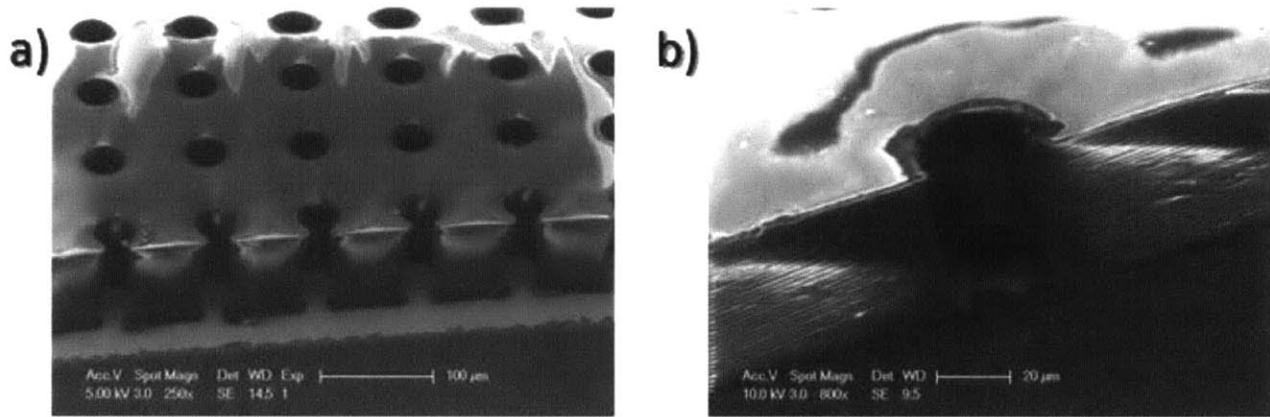 a)
b)
Acc.V Spot Magn Det WD Exp 100 µm
5.00 kV 3.0 250x SE 14.5 1
Acc.V Spot Magn Det WD 20 µm
10.0 kV 3.0 800x SE 9.5